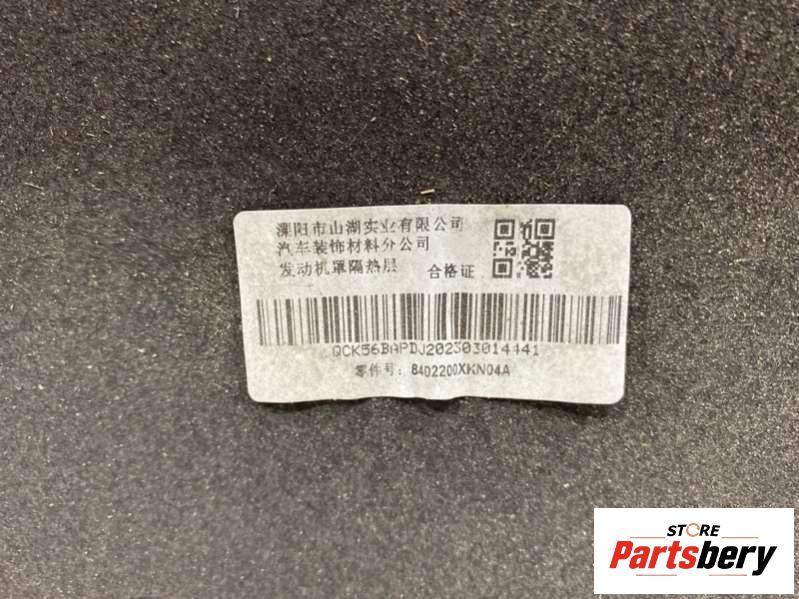 溧阳市山湖实业有限公司
汽车装饰材料分公司
发动机罩隔热层 合格证
QCK56BAPDJ202303014441
零件号: 8402200XKN04A
STORE
Partsbery